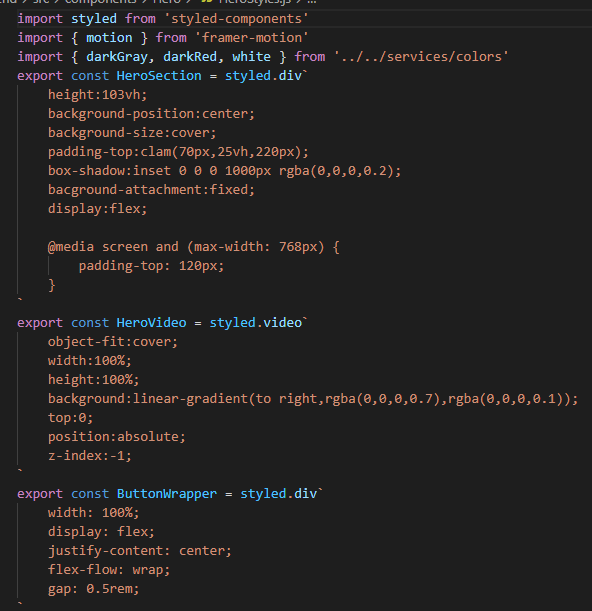 src > components > Hero > HeroStyles.js > ...
import styled from 'styled-components'
import { motion } from 'framer-motion'
import { darkGray, darkRed, white } from '../../services/colors'
export const HeroSection = styled.div`
    height:103vh;
    background-position:center;
    background-size:cover;
    padding-top:clam(70px,25vh,220px);
    box-shadow:inset 0 0 0 1000px rgba(0,0,0,0.2);
    bacground-attachment:fixed;
    display:flex;

    @media screen and (max-width: 768px) {
        padding-top: 120px;
    }
`
export const HeroVideo = styled.video`
    object-fit:cover;
    width:100%;
    height:100%;
    background:linear-gradient(to right,rgba(0,0,0,0.7),rgba(0,0,0,0.1));
    top:0;
    position:absolute;
    z-index:-1;
`
export const ButtonWrapper = styled.div`
    width: 100%;
    display: flex;
    justify-content: center;
    flex-flow: wrap;
    gap: 0.5rem;
`